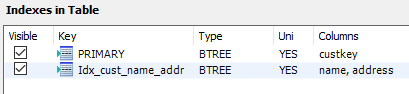 Indexes in Table
Visible Key Type Uni Columns
PRIMARY BTREE YES custkey
Idx_cust_name_addr BTREE YES name, address